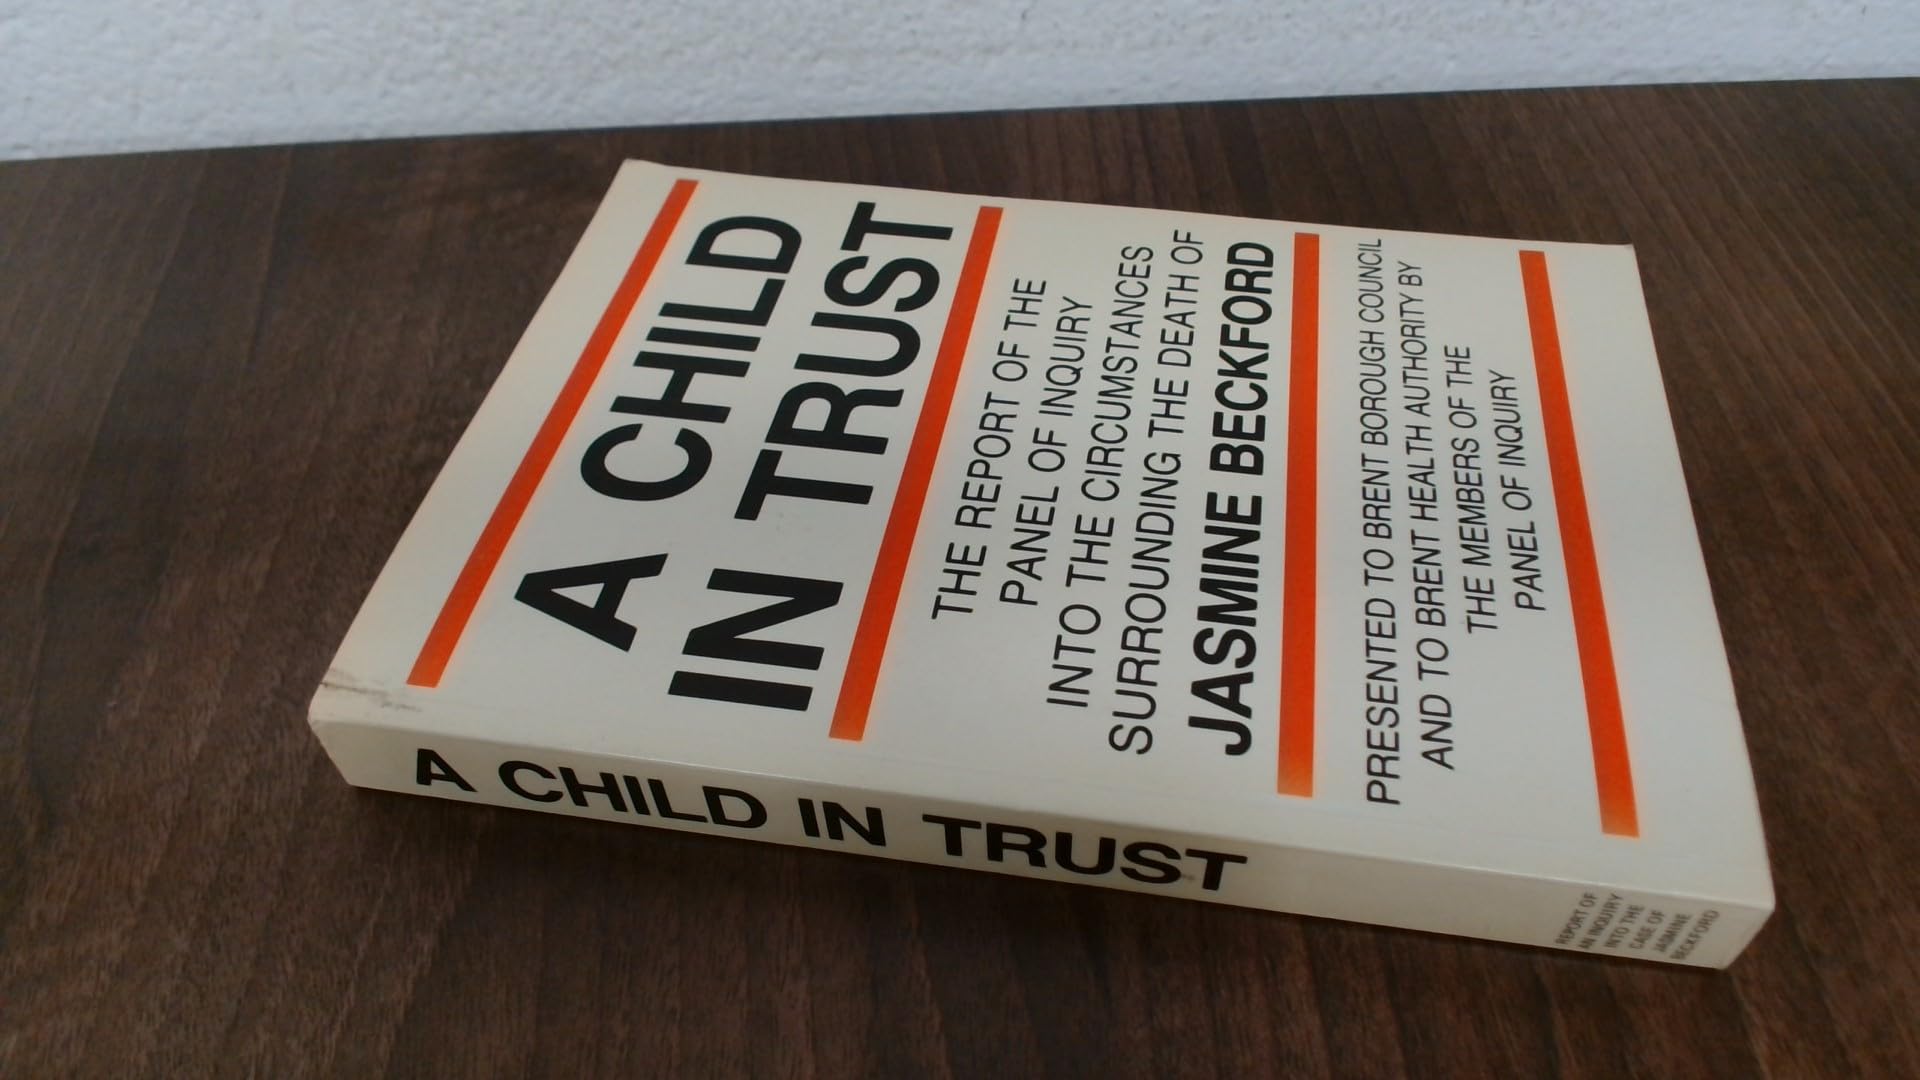 A CHILD
IN TRUST
THE REPORT OF THE
PANEL OF INQUIRY
INTO THE CIRCUMSTANCES
SURROUNDING THE DEATH OF
JASMINE BECKFORD
PRESENTED TO BRENT BOROUGH COUNCIL
AND TO BRENT HEALTH AUTHORITY BY
THE MEMBERS OF THE
PANEL OF INQUIRY
A CHILD IN TRUST
REPORT OF
AN INQUIRY
INTO THE
CASE OF
JASMINE
BECKFORD